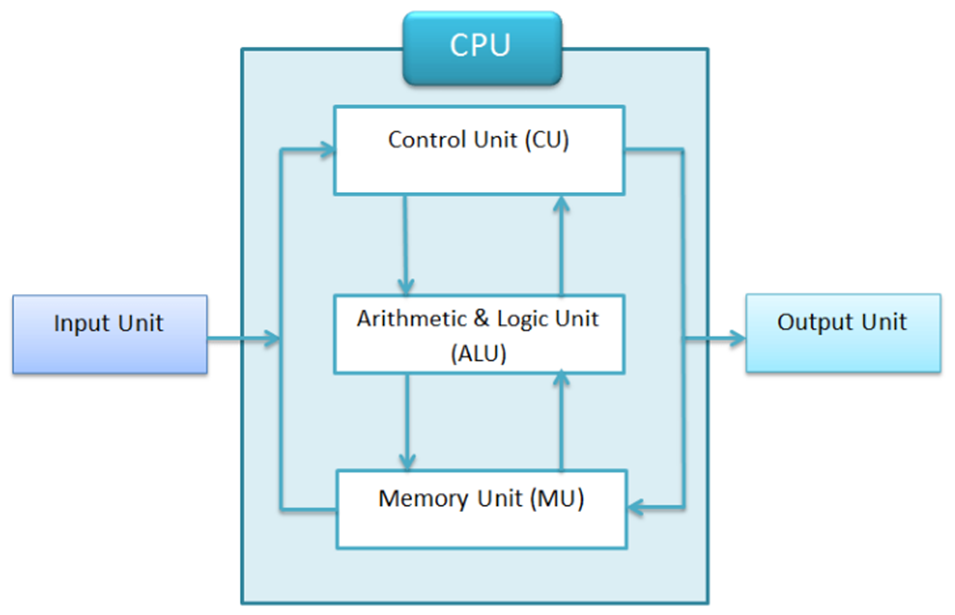 CPU
Control Unit (CU)
Input Unit
Arithmetic & Logic Unit
(ALU)
Output Unit
Memory Unit (MU)